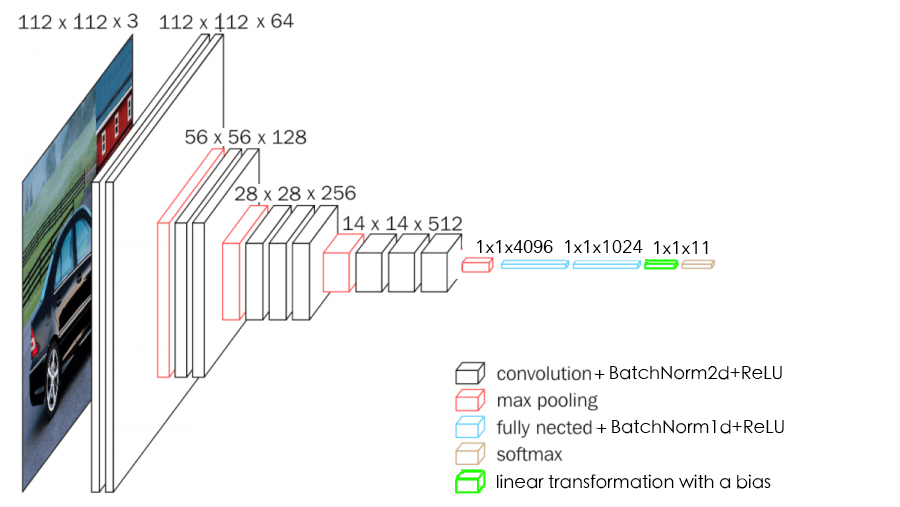 112 x 112 x 3
112 x 112 x 64
56 x 56 x 128
28 x 28 x 256
14 x 14 x 512
1x1x4096
1x1x1024
1x1x11
convolution + BatchNorm2d+ReLU
max pooling
fully nected + BatchNorm1d+ReLU
softmax
linear transformation with a bias